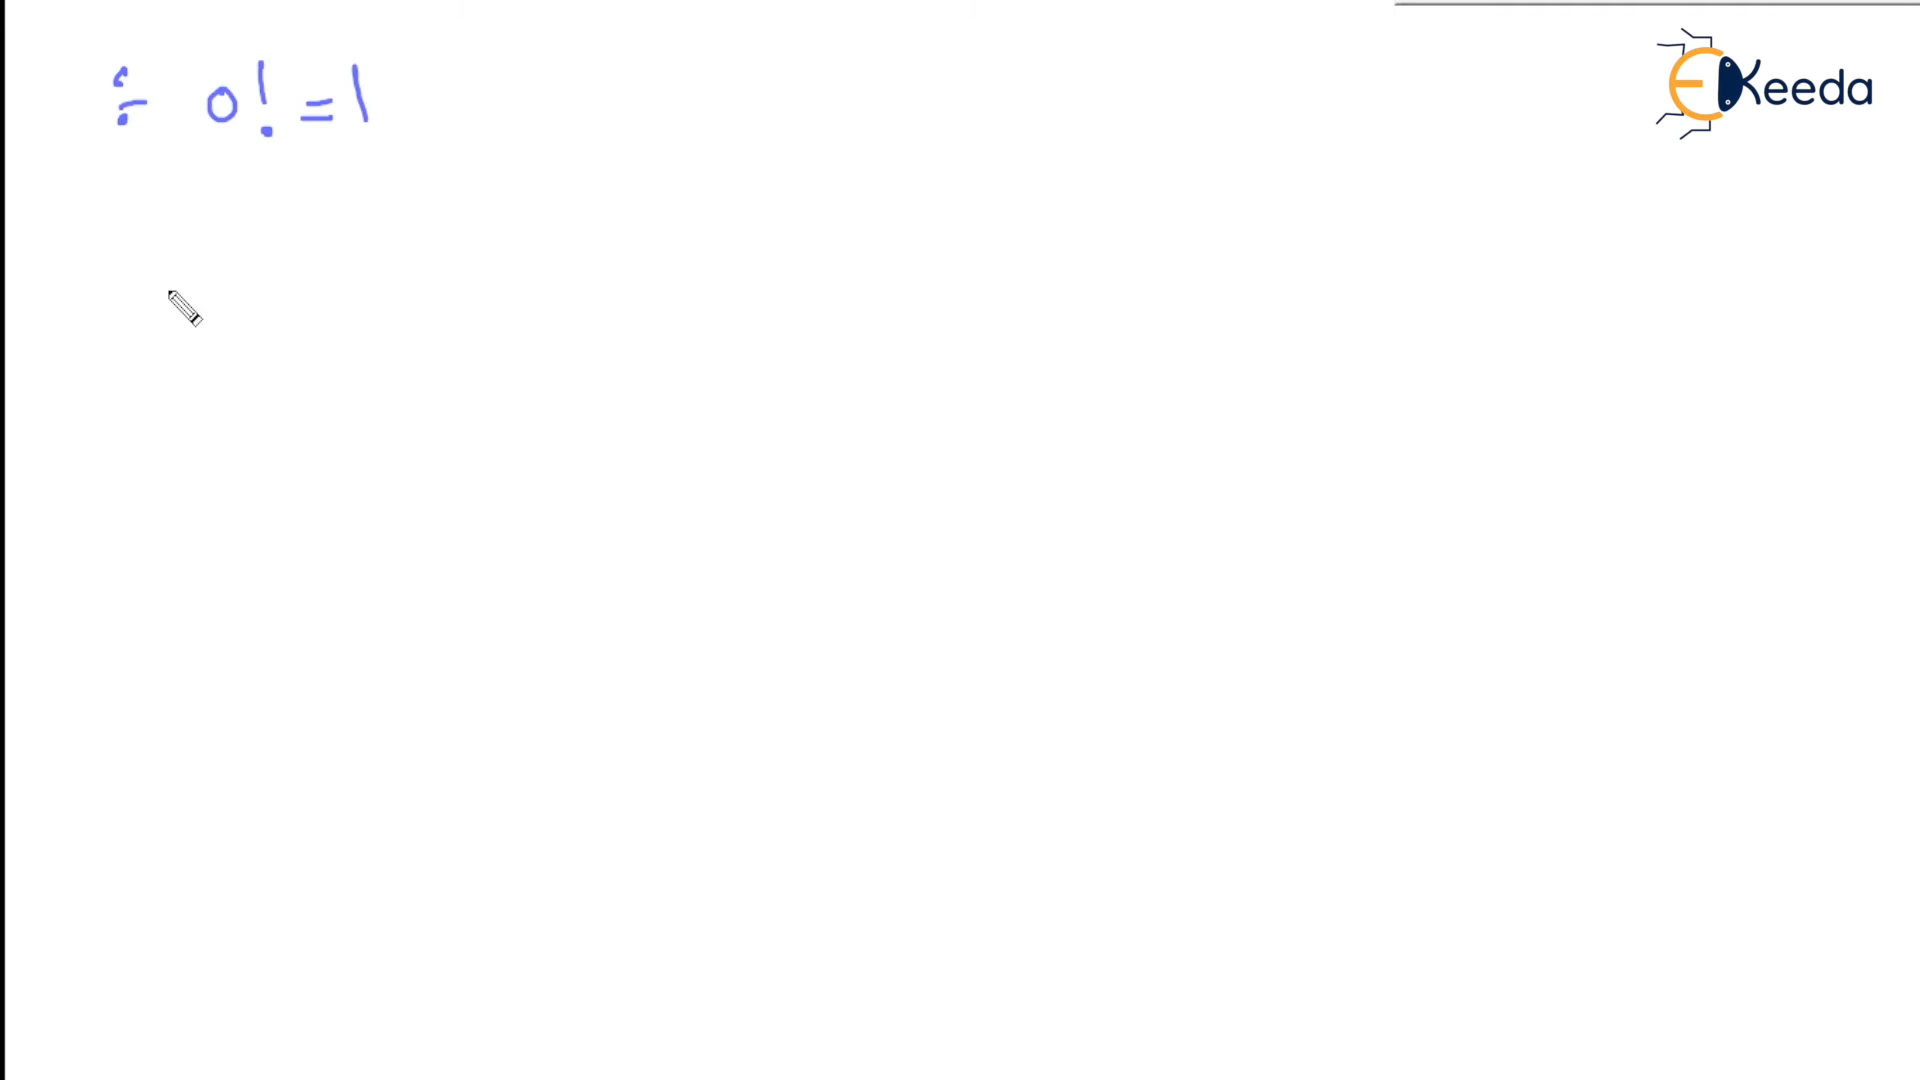 :- 0! = 1
EKeeda